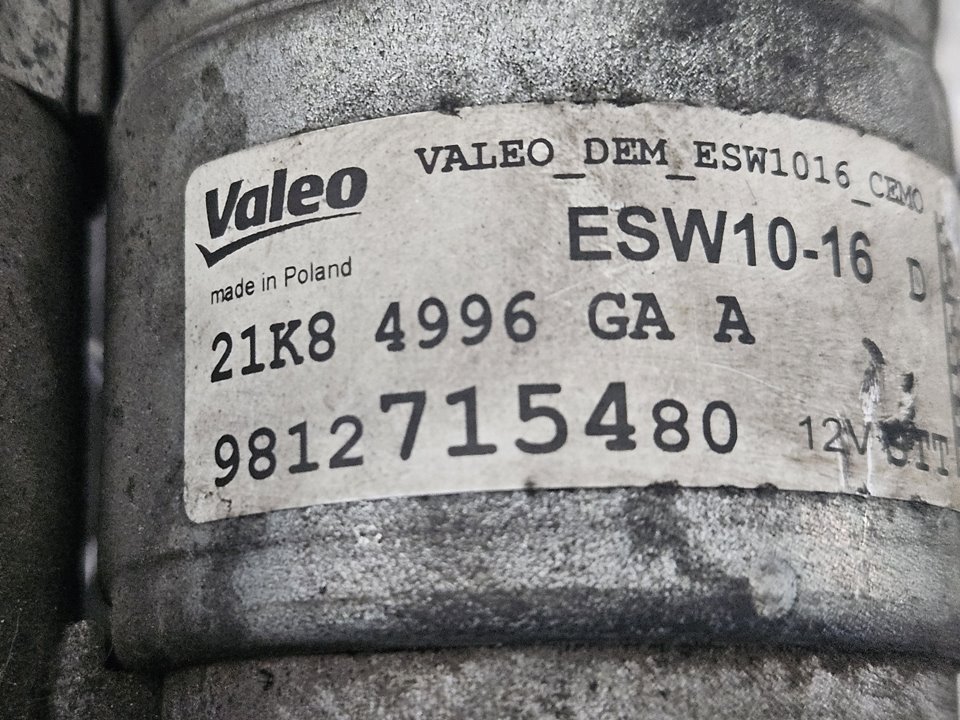 Valeo
VALEO_DEM_ESW1016_CEMO
ESW10-16 D
made in Poland
21K8 4996 GA A
9812715480
12V